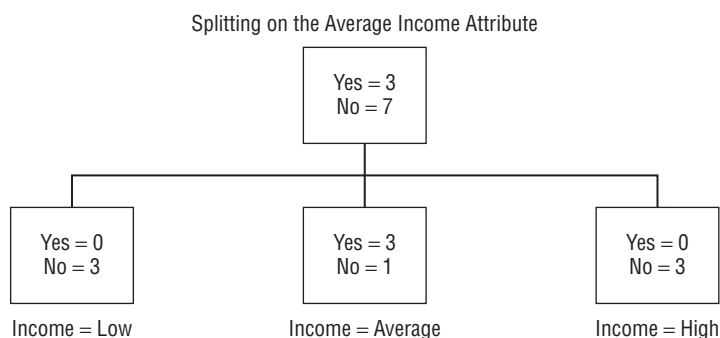 Splitting on the Average Income Attribute
Yes = 3
No = 7
Yes = 0
No = 3
Yes = 3
No = 1
Yes = 0
No = 3
Income = Low
Income = Average
Income = High